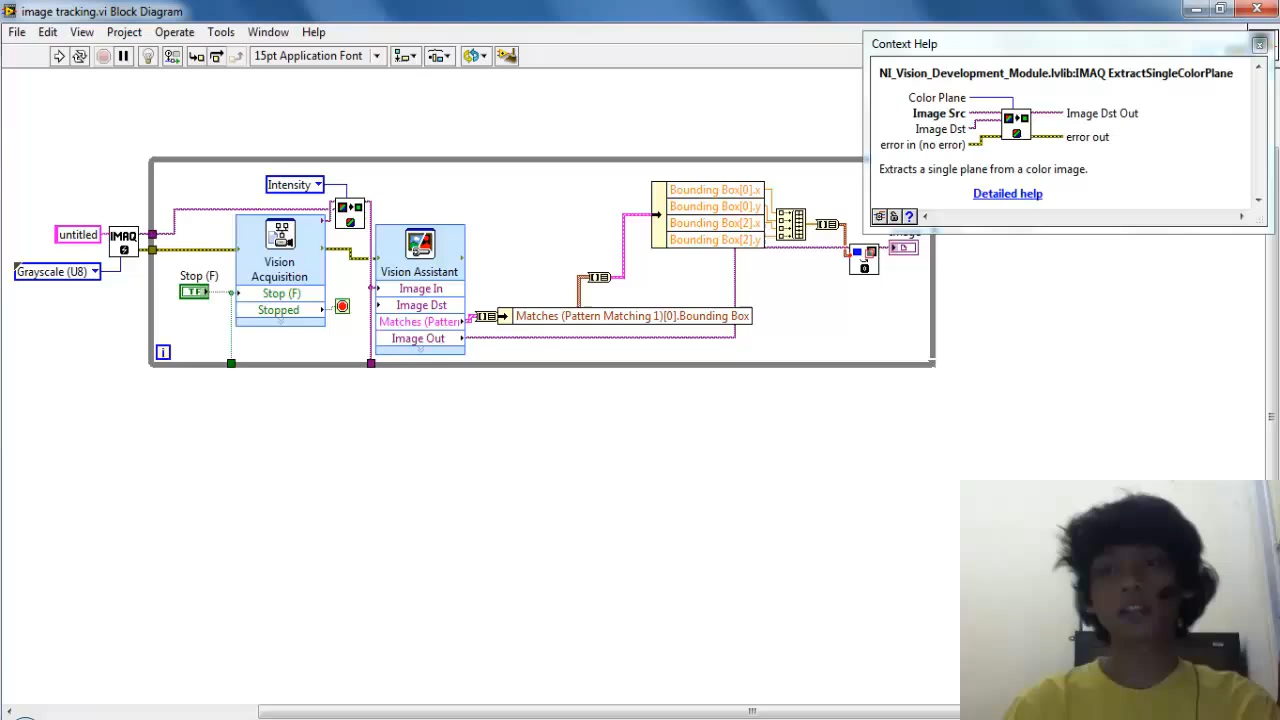 image tracking.vi Block Diagram
File Edit View Project Operate Tools Window Help
15pt Application Font
Context Help
NI_Vision_Development_Module.lvlib:IMAQ ExtractSingleColorPlane
Color Plane
Image Src
Image Dst
error in (no error)
Image Dst Out
error out
Extracts a single plane from a color image.
Detailed help
?
Intensity
untitled
IMAQ
Grayscale (U8)
Stop (F)
TF
Vision
Acquisition
Stop (F)
Stopped
i
Vision Assistant
Image In
Image Dst
Matches (Pattern
Image Out
Matches (Pattern Matching 1)[0].Bounding Box
Bounding Box[0].x
Bounding Box[0].y
Bounding Box[2].x
Bounding Box[2].y